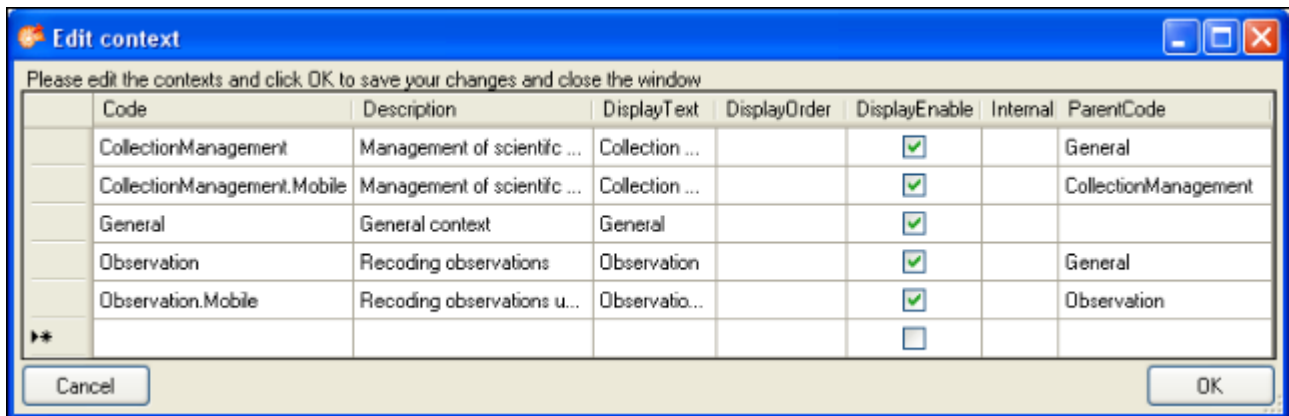 Edit context
Please edit the contexts and click OK to save your changes and close the window
Code Description DisplayText DisplayOrder DisplayEnable Internal ParentCode
CollectionManagement Management of scientifc ... Collection ... General
CollectionManagement.Mobile Management of scientifc ... Collection ... CollectionManagement
General General context General
Observation Recoding observations Observation General
Observation.Mobile Recoding observations u... Observatio... Observation
Cancel OK